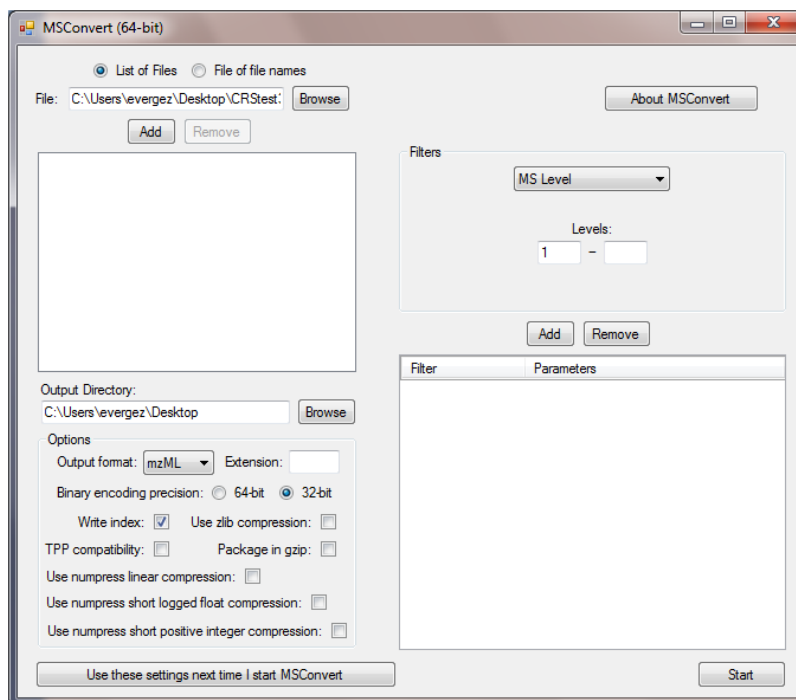 MSConvert (64-bit)
List of Files File of file names
File: C:\Users\evergez\Desktop\CRStest Browse
About MSConvert
Add Remove
Filters
MS Level
Levels:
1 –
Add Remove
Filter Parameters
Output Directory:
C:\Users\evergez\Desktop Browse
Options
Output format: mzML Extension:
Binary encoding precision: 64-bit 32-bit
Write index: Use zlib compression:
TPP compatibility: Package in gzip:
Use numpress linear compression:
Use numpress short logged float compression:
Use numpress short positive integer compression:
Use these settings next time I start MSConvert
Start